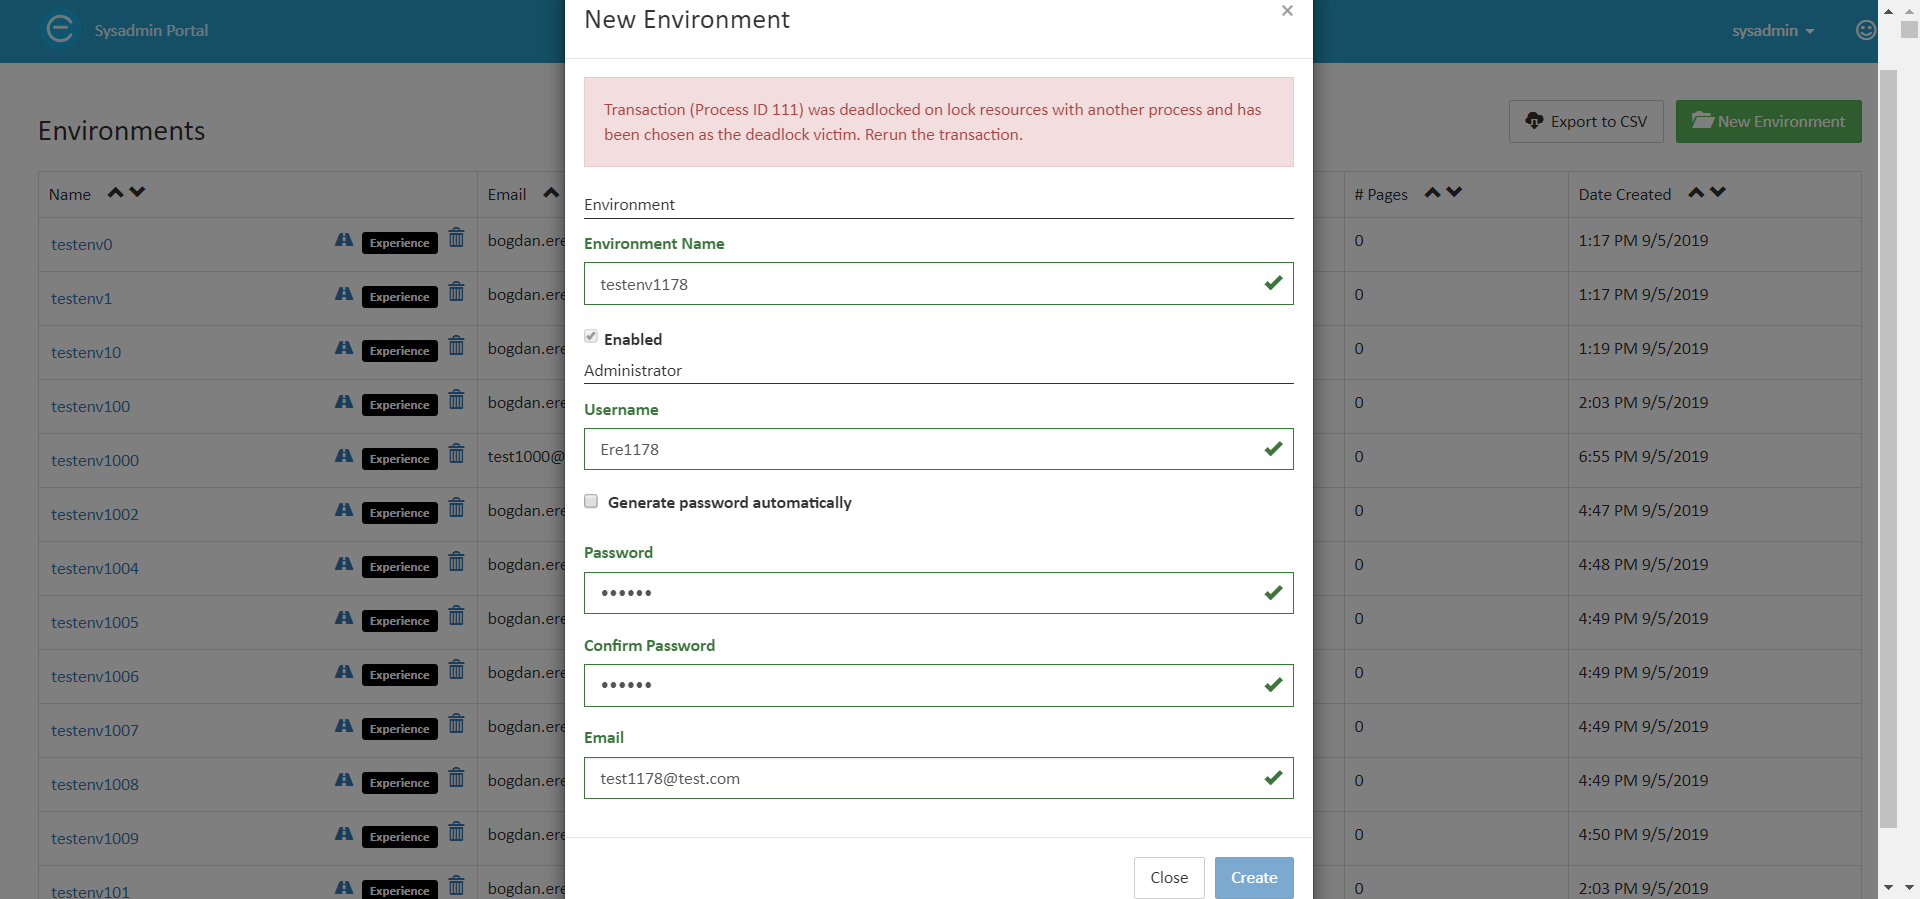 Sysadmin Portal
sysadmin
New Environment
×
Transaction (Process ID 111) was deadlocked on lock resources with another process and has
been chosen as the deadlock victim. Rerun the transaction.
Environments
Export to CSV
New Environment
Name
Email
# Pages
Date Created
testenv0 Experience bogdan.ere 0 1:17 PM 9/5/2019
testenv1 Experience bogdan.ere 0 1:17 PM 9/5/2019
testenv10 Experience bogdan.ere 0 1:19 PM 9/5/2019
testenv100 Experience bogdan.ere 0 2:03 PM 9/5/2019
testenv1000 Experience test1000@ 0 6:55 PM 9/5/2019
testenv1002 Experience bogdan.ere 0 4:47 PM 9/5/2019
testenv1004 Experience bogdan.ere 0 4:48 PM 9/5/2019
testenv1005 Experience bogdan.ere 0 4:49 PM 9/5/2019
testenv1006 Experience bogdan.ere 0 4:49 PM 9/5/2019
testenv1007 Experience bogdan.ere 0 4:49 PM 9/5/2019
testenv1008 Experience bogdan.ere 0 4:49 PM 9/5/2019
testenv1009 Experience bogdan.ere 0 4:50 PM 9/5/2019
testenv101 Experience bogdan.ere 0 2:03 PM 9/5/2019
Environment
Environment Name
testenv1178
Enabled
Administrator
Username
Ere1178
Generate password automatically
Password
••••••
Confirm Password
••••••
Email
test1178@test.com
Close
Create